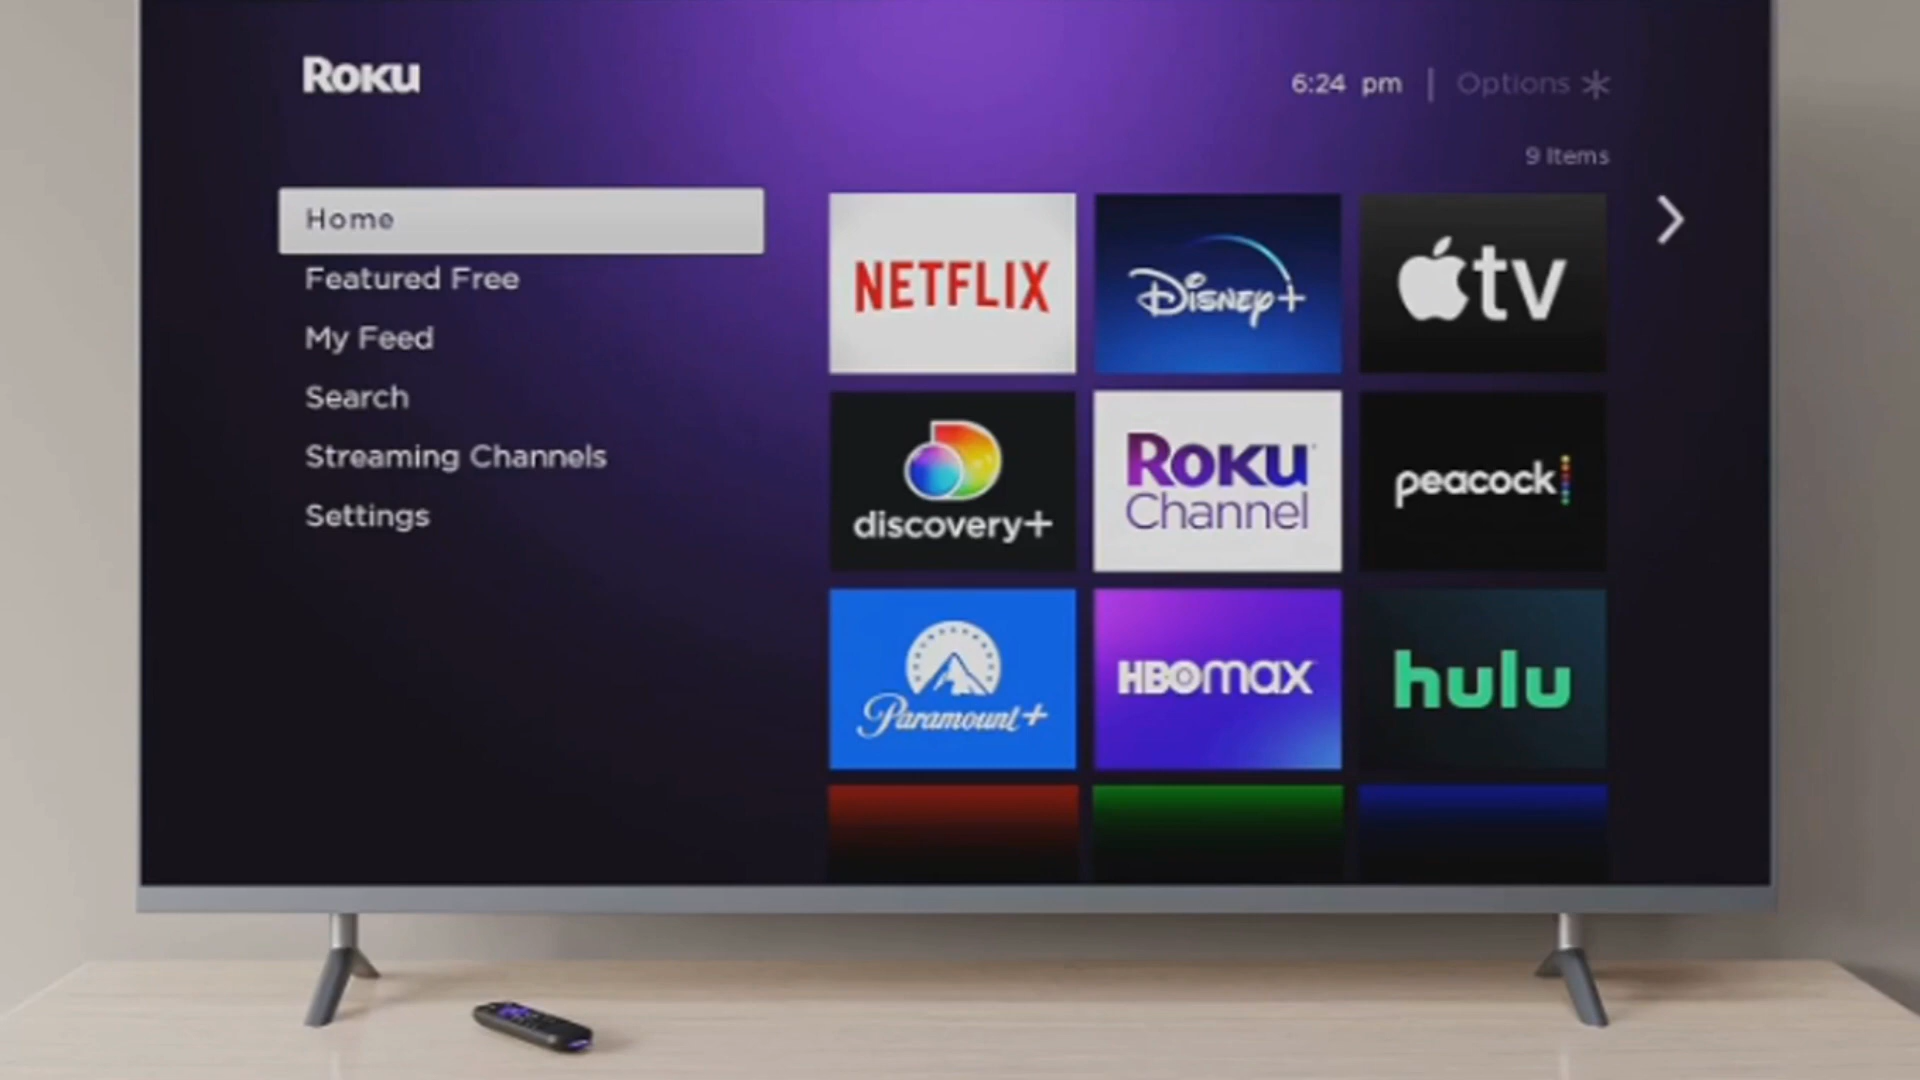 Roku
6:24 pm | Options
9 Items
Home
Featured Free
My Feed
Search
Streaming Channels
Settings
NETFLIX
Disney+
tv
discovery+
Roku
Channel
peacock
Paramount+
HBOmax
hulu